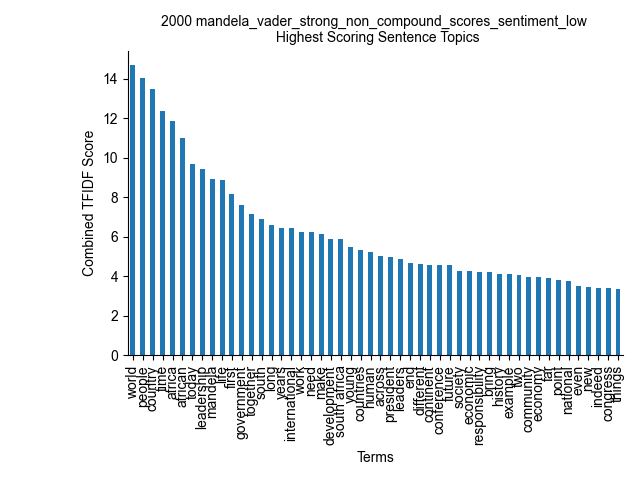 2000 mandela_vader_strong_non_compound_scores_sentiment_low
Highest Scoring Sentence Topics
Combined TFIDF Score
14
12
10
8
6
4
2
0
world
people
country
time
africa
african
today
leadership
mandela
life
first
government
together
south
long
years
international
work
need
make
development
south africa
young
countries
human
across
president
leaders
end
different
continent
conference
future
society
economic
responsibility
bring
history
example
two
community
economy
far
point
national
even
new
indeed
congress
things
Terms